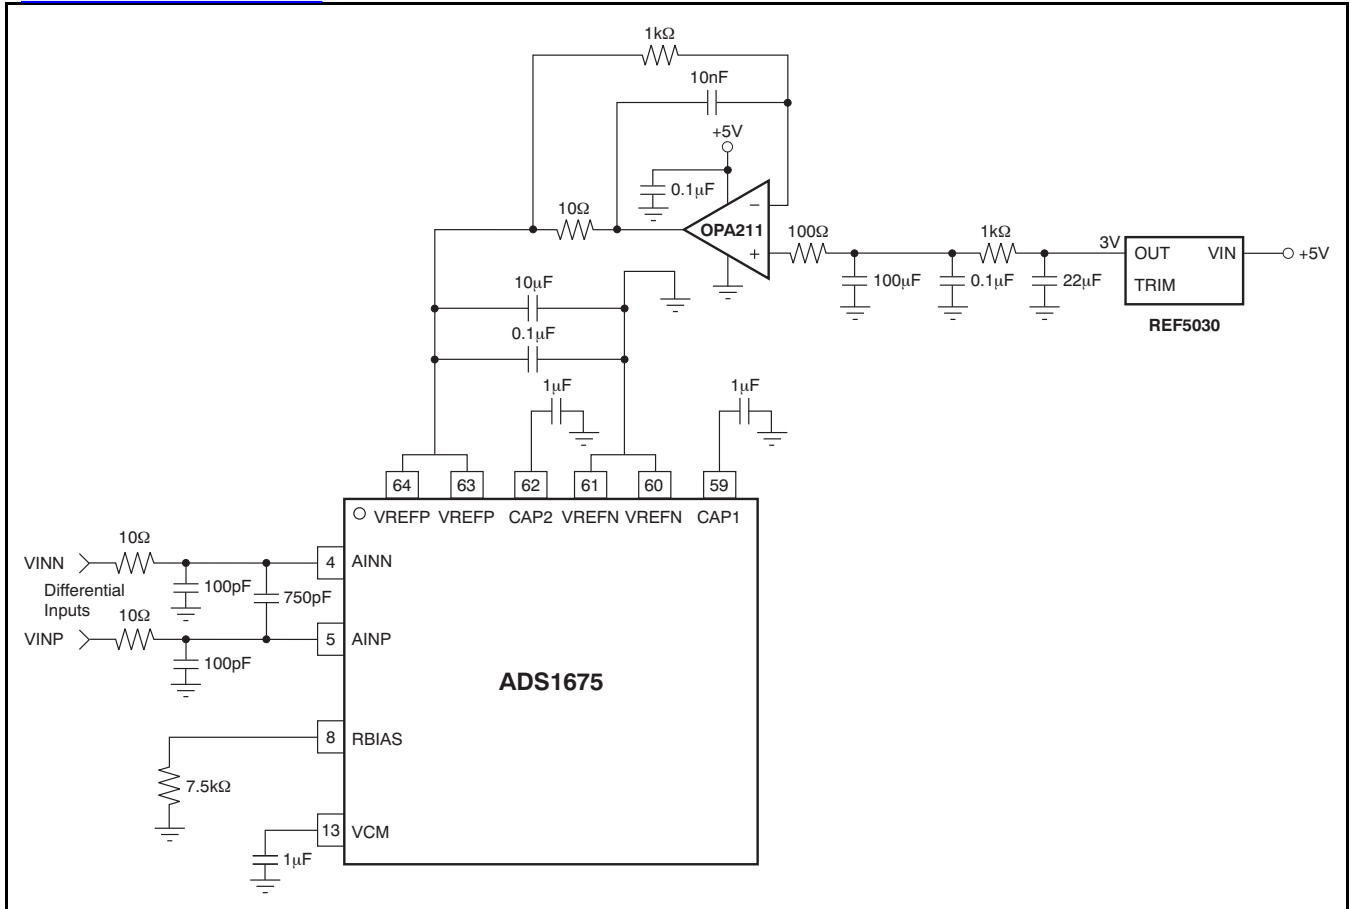 1kΩ
10nF
+5V
0.1μF
10Ω
OPA211
−
+
100Ω
1kΩ
3V
OUT VIN
+5V
TRIM
100μF
0.1μF
22μF
REF5030
10μF
0.1μF
1μF
1μF
64 63 62 61 60 59
VREFP VREFP CAP2 VREFN VREFN CAP1
10Ω
VINN
4 AINN
100pF
Differential
Inputs
750pF
10Ω
VINP
5 AINP
100pF
ADS1675
8 RBIAS
7.5kΩ
13 VCM
1μF